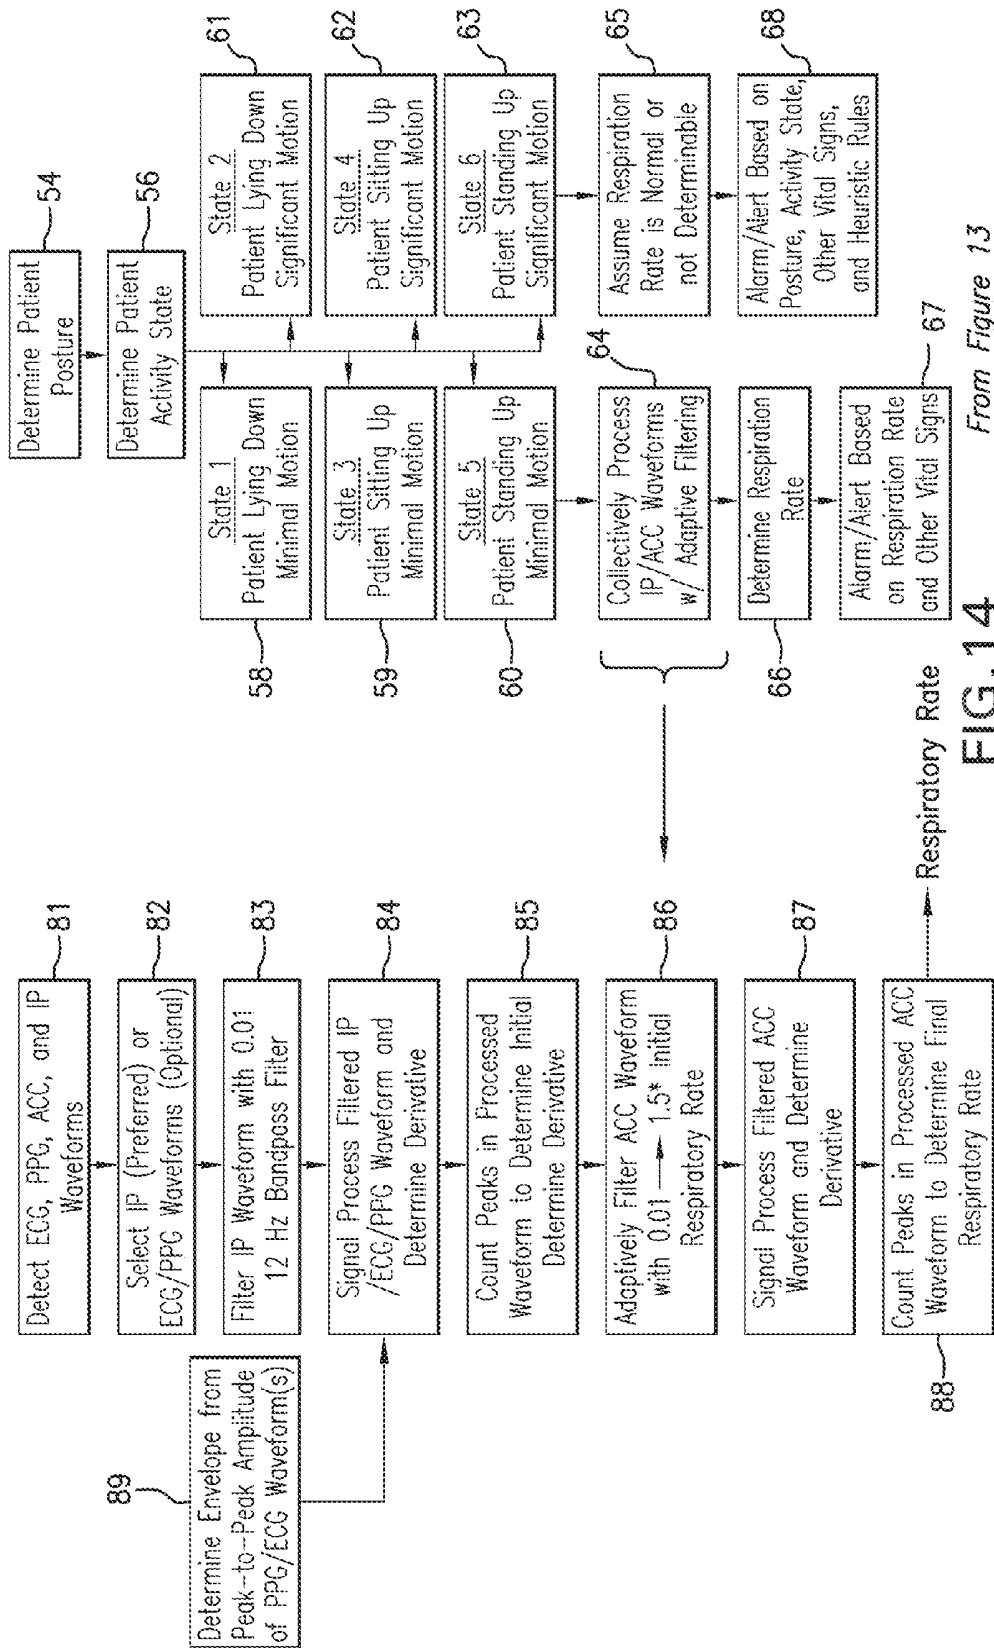 Determine Envelope from
Peak-to-Peak Amplitude
of PPG/ECG Waveform(s)
89
Detect ECG, PPG, ACC, and IP
Waveforms
81
Select IP (Preferred) or
ECG/PPG Waveforms (Optional)
82
Filter IP Waveform with 0.01
12 Hz Bandpass Filter
83
Signal Process Filtered IP
/ECG/PPG Waveform and
Determine Derivative
84
Count Peaks in Processed
Waveform to Determine Initial
Determine Derivative
85
Adaptively Filter ACC Waveform
with 0.01 → 1.5* initial
Respiratory Rate
86
Signal Process Filtered ACC
Waveform and Determine
Derivative
87
Count Peaks in Processed ACC
Waveform to Determine Final
Respiratory Rate
88
Respiratory Rate
Determine Patient
Posture
54
Determine Patient
Activity State
56
State 1
Patient Lying Down
Minimal Motion
58
State 2
Patient Lying Down
Significant Motion
61
State 3
Patient Sitting Up
Minimal Motion
59
State 4
Patient Sitting Up
Significant Motion
62
State 5
Patient Standing Up
Minimal Motion
60
State 6
Patient Standing Up
Significant Motion
63
Collectively Process
IP/ACC Waveforms
w/ Adaptive Filtering
64
Assume Respiration
Rate is Normal or
not Determinable
65
Determine Respiration
Rate
66
Alarm/Alert Based on
Posture, Activity State,
Other Vital Signs,
and Heuristic Rules
68
Alarm/Alert Based
on Respiration Rate
and Other Vital Signs
67
FIG.14
From Figure 13